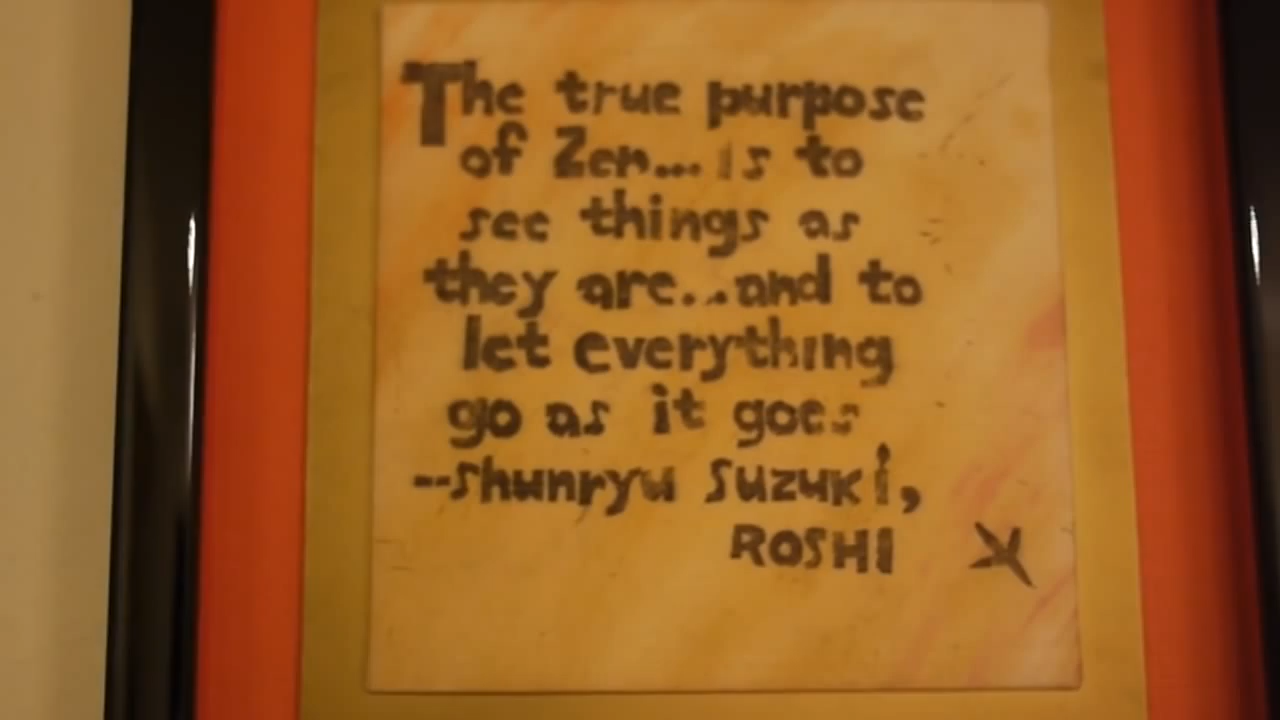 The true purpose
of Zen... is to
see things as
they are...and to
let everything
go as it goes
--Shunryu Suzuki,
ROSHI